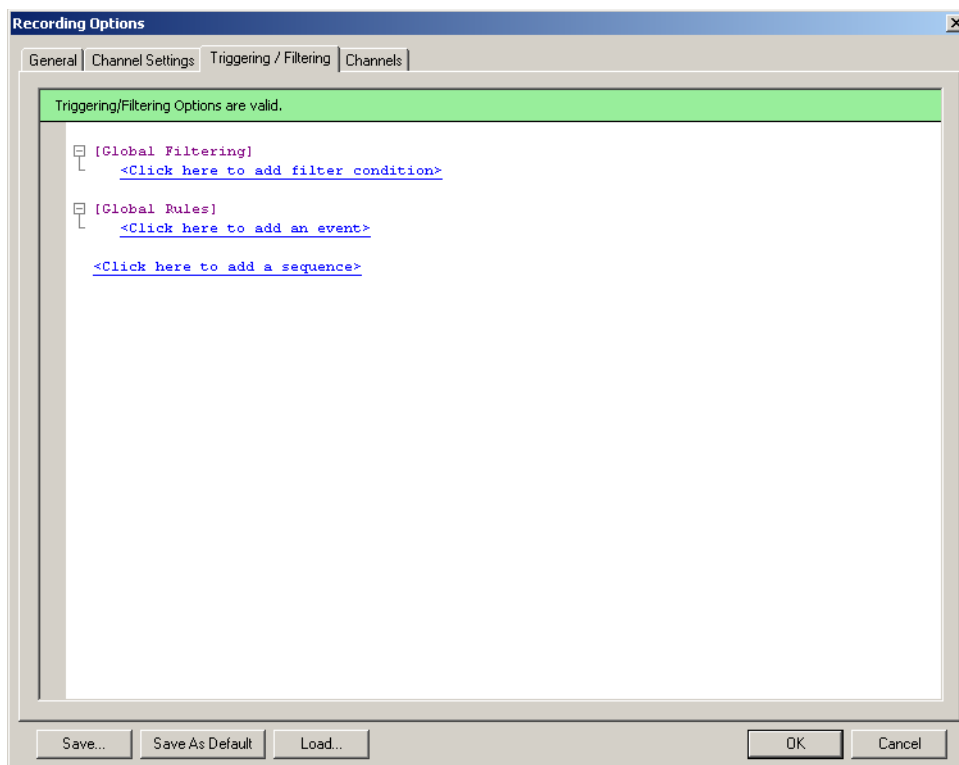 Recording Options
General Channel Settings Triggering / Filtering Channels
Triggering/Filtering Options are valid.
[Global Filtering]
<Click here to add filter condition>
[Global Rules]
<Click here to add an event>
<Click here to add a sequence>
Save... Save As Default Load... OK Cancel